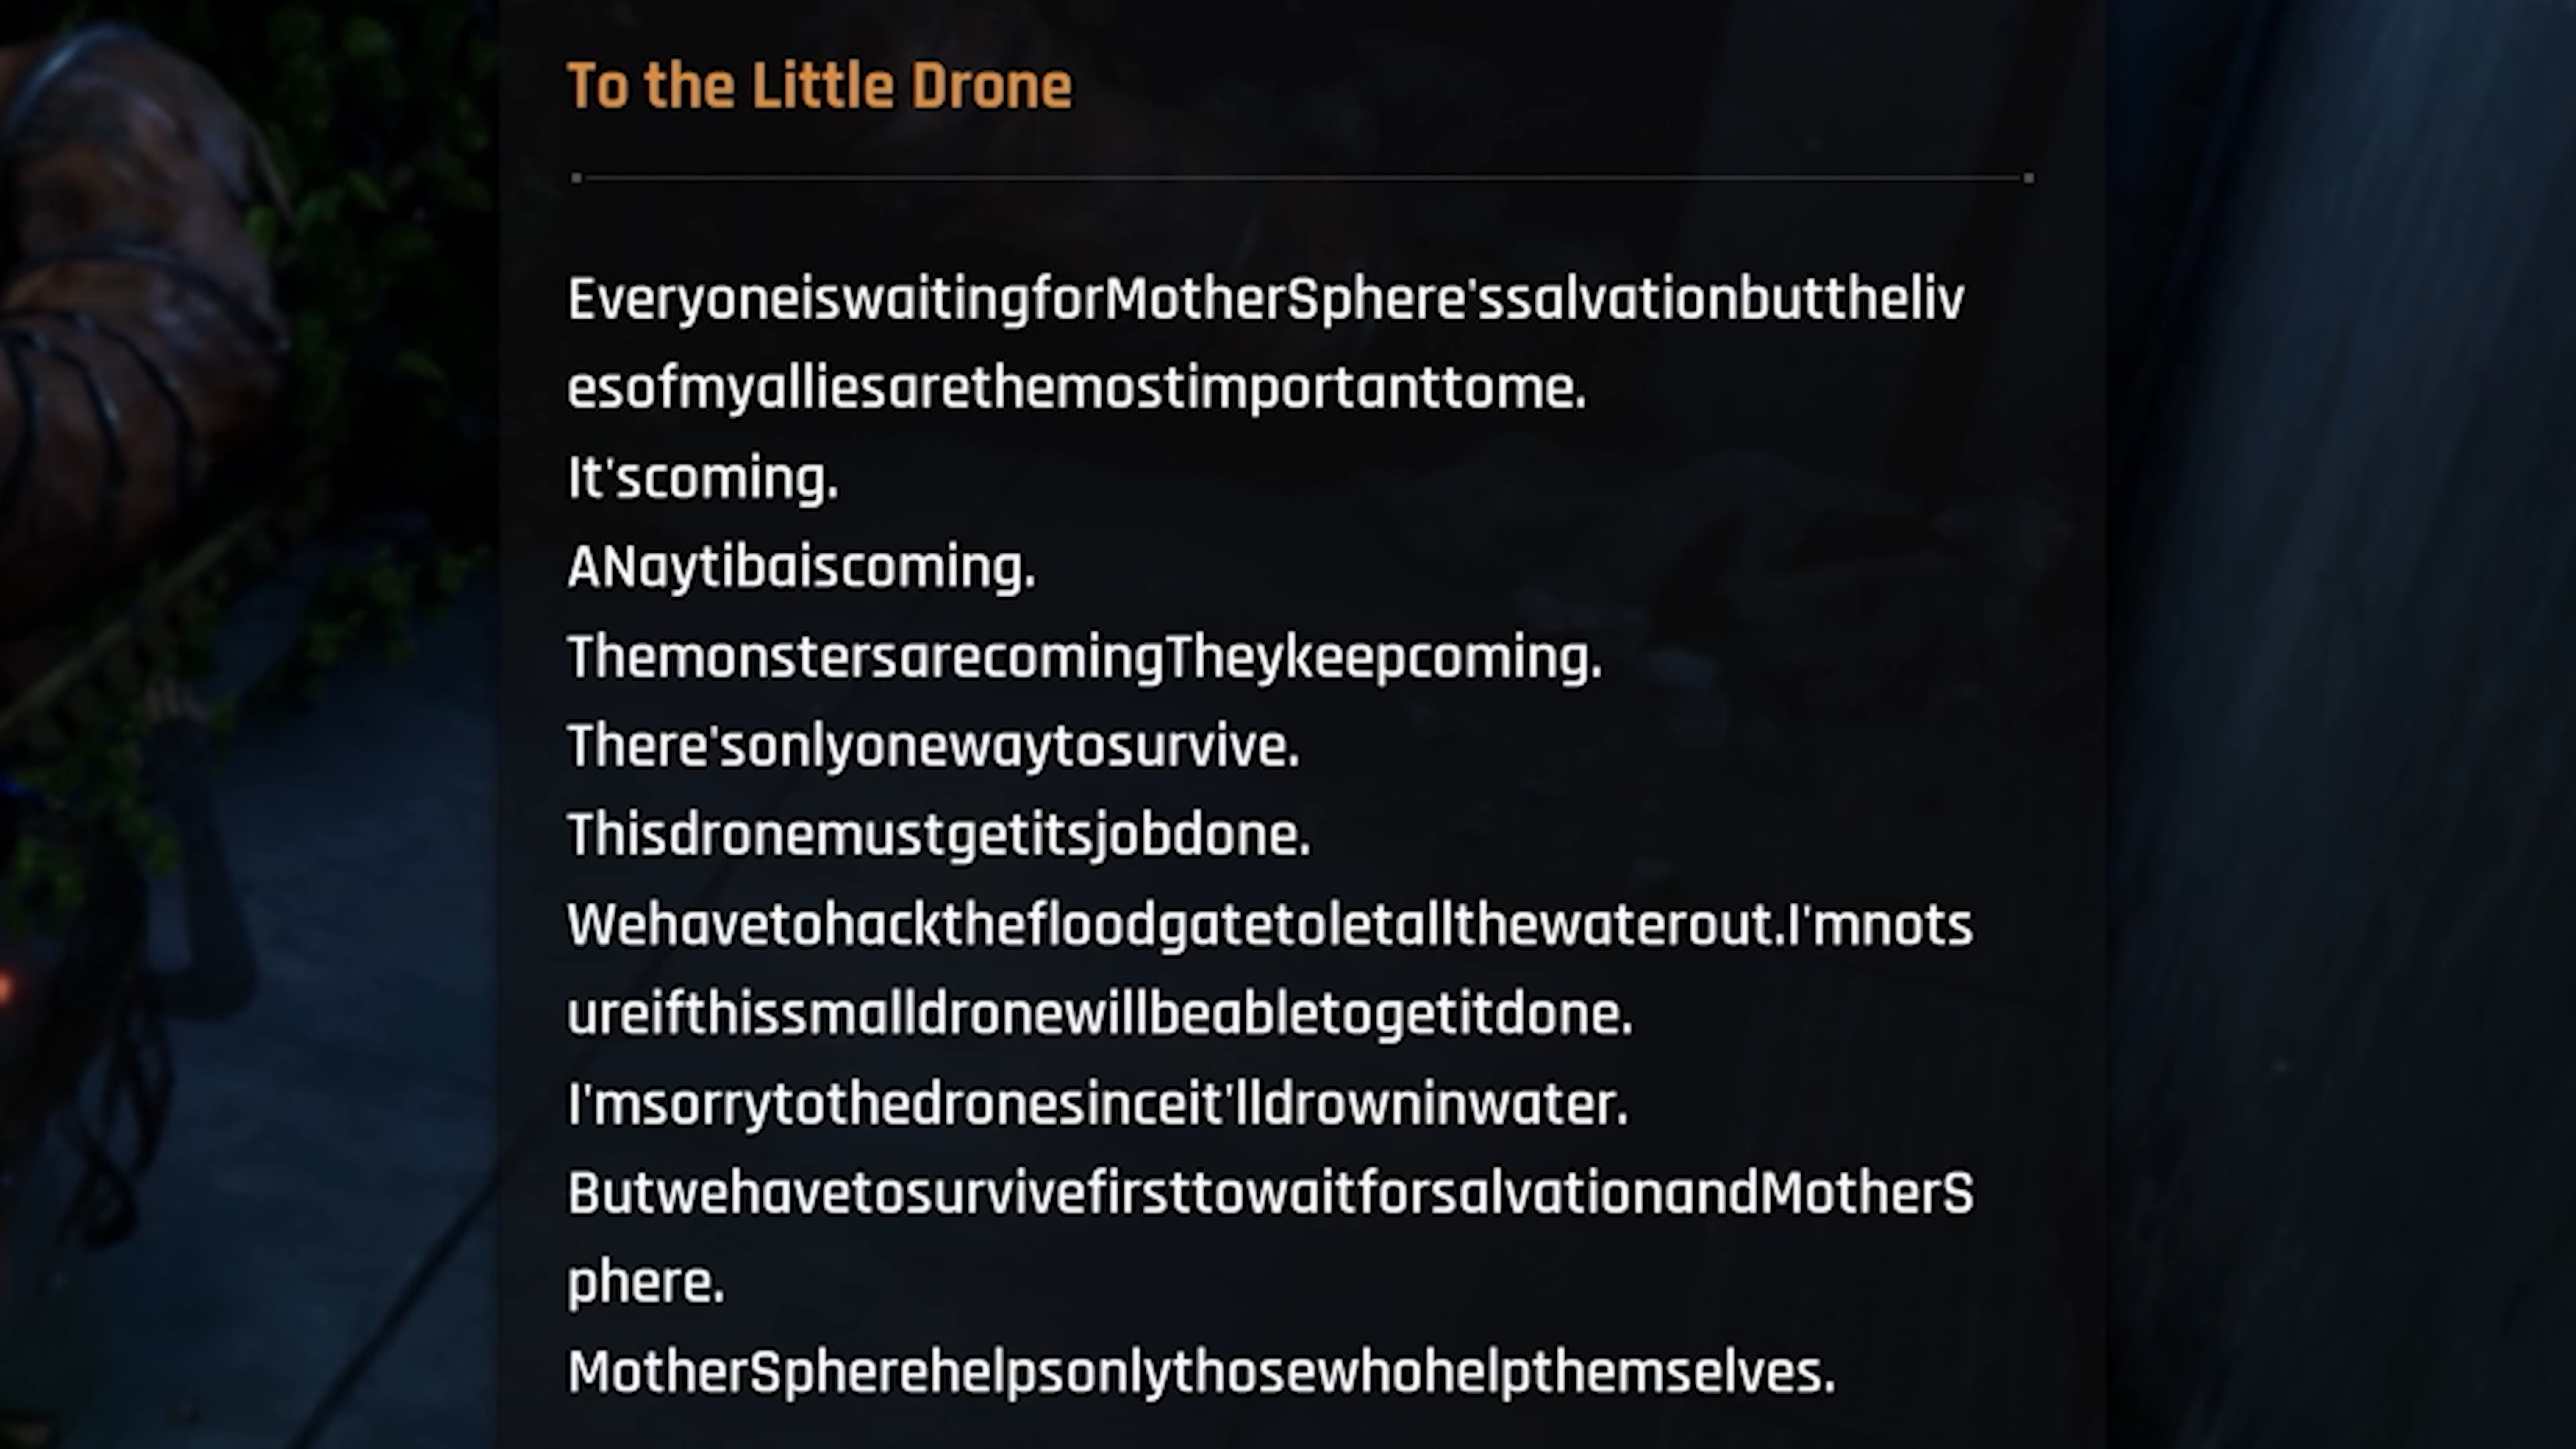 To the Little Drone
EveryoneiswaitingforMotherSphere'ssalvationbuttheliv
esofmyalliesarethemostimportanttome.
It'scoming.
ANaytibaiscoming.
ThemonstersarecomingTheykeepcoming.
There'sonlyonewaytosurvive.
Thisdronemustgetitsjobdone.
Wehavetohackthefloodgatetoletallthewaterout.I'mnots
ureifthissmalldronewillbeabletogetitdone.
I'msorrytothedronesinceit'lldrowninwater.
ButwehavetosurvivefirsttowaitforsalvationandMotherS
phere.
MotherSpherehelpsonlythosewhohelpthemselves.